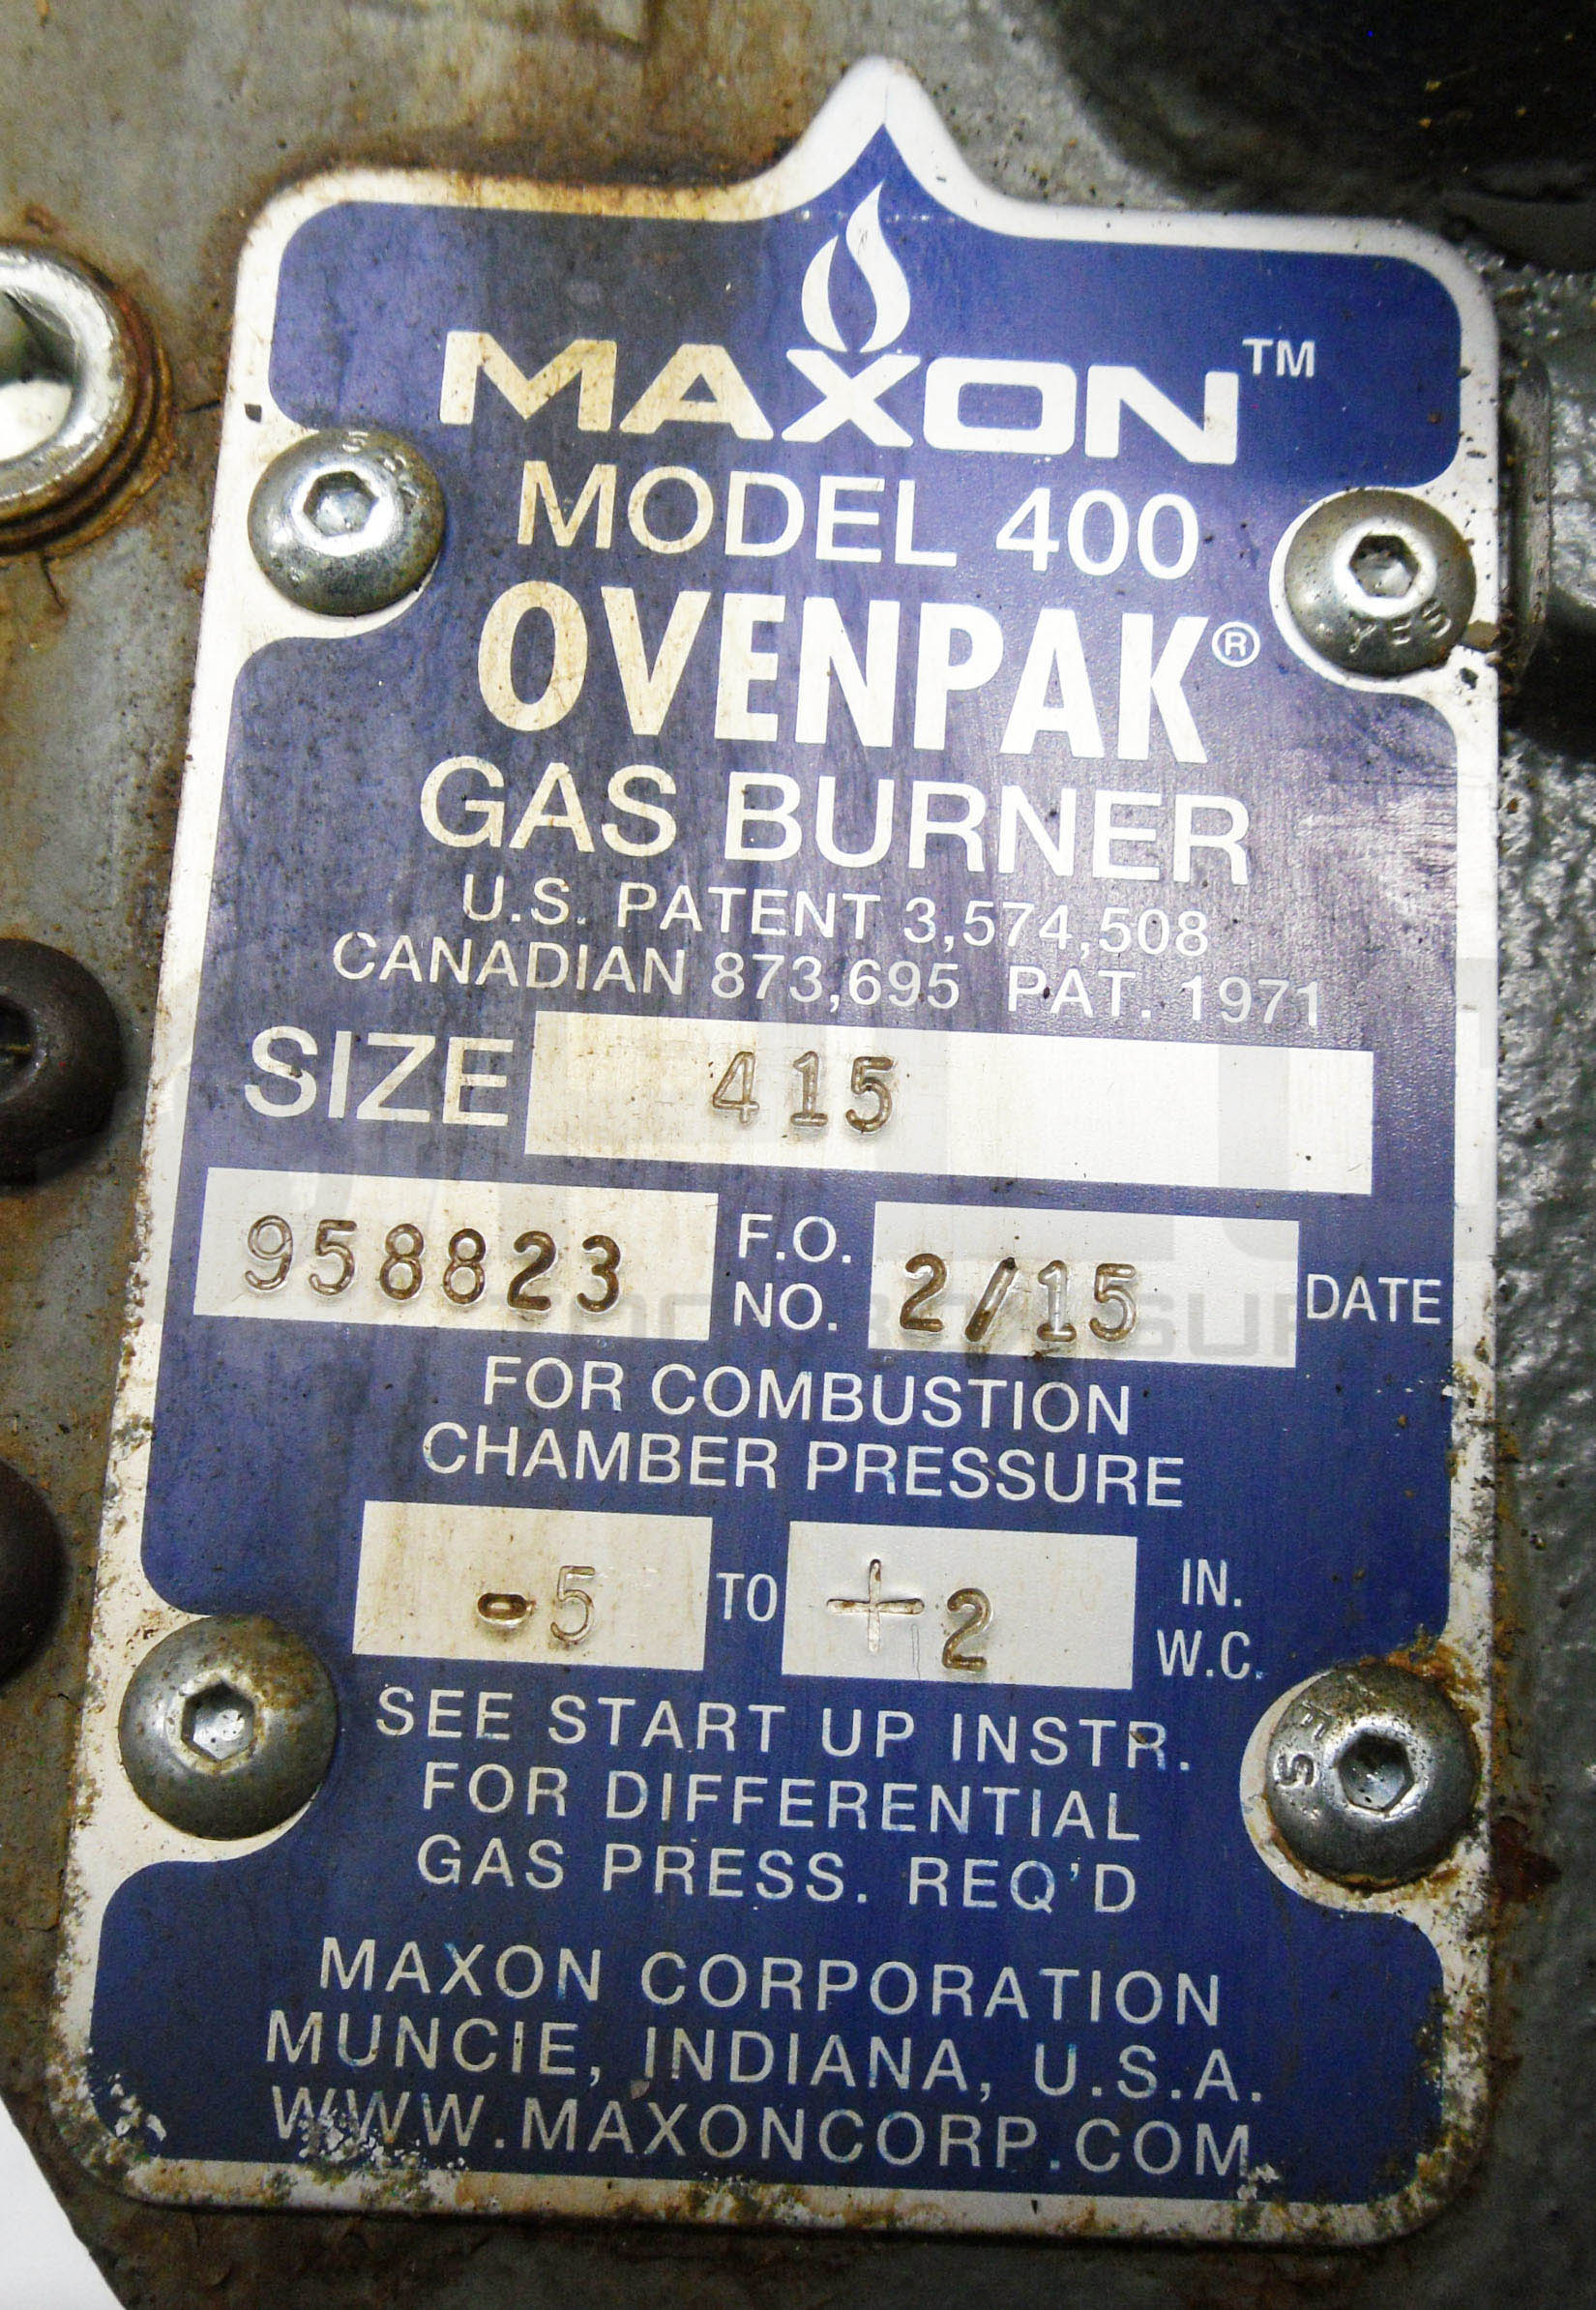 MAXON™
MODEL 400
OVENPAK®
GAS BURNER
U.S. PATENT 3,574,508
CANADIAN 873,695 PAT. 1971
SIZE 415
958823 F.O. NO. 2/15 DATE
FOR COMBUSTION
CHAMBER PRESSURE
-5 TO +2 IN. W.C.
SEE START UP INSTR.
FOR DIFFERENTIAL
GAS PRESS. REQ'D
MAXON CORPORATION
MUNCIE, INDIANA, U.S.A.
WWW.MAXONCORP.COM